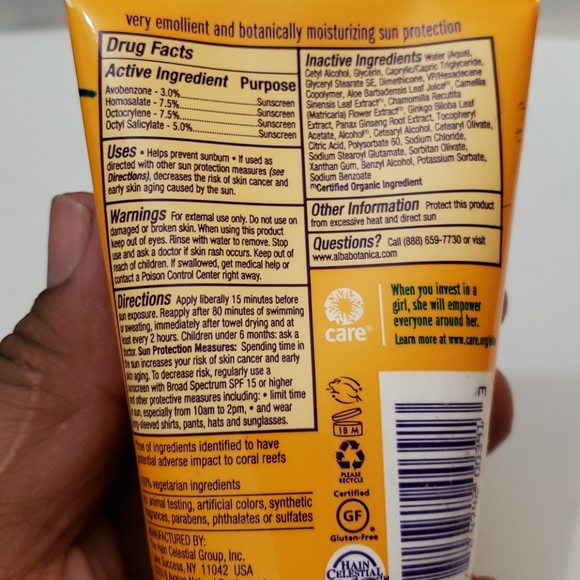 very emollient and botanically moisturizing sun protection
Drug Facts
Active Ingredient Purpose
Avobenzone - 3.0%
Homosalate - 7.5%........Sunscreen
Octocrylene - 7.5%........Sunscreen
Octyl Salicylate - 5.0%........Sunscreen
Sunscreen
Uses • Helps prevent sunburn • If used as
directed with other sun protection measures (see
Directions), decreases the risk of skin cancer and
early skin aging caused by the sun.
Warnings For external use only. Do not use on
damaged or broken skin. When using this product
keep out of eyes. Rinse with water to remove. Stop
use and ask a doctor if skin rash occurs. Keep out of
reach of children. If swallowed, get medical help or
contact a Poison Control Center right away.
Directions Apply liberally 15 minutes before
sun exposure. Reapply after 80 minutes of swimming
or sweating, immediately after towel drying and at
least every 2 hours. Children under 6 months: ask a
doctor. Sun Protection Measures: Spending time in
the sun increases your risk of skin cancer and early
aging. To decrease risk, regularly use a
sunscreen with Broad Spectrum SPF 15 or higher
and other protective measures including: • limit time
sun, especially from 10am to 2pm, • and wear
long-sleeved shirts, pants, hats and sunglasses.
Free of ingredients identified to have
potential adverse impact to coral reefs
100% vegetarian ingredients
animal testing, artificial colors, synthetic
fragrances, parabens, phthalates or sulfates
MANUFACTURED BY:
The Hain Celestial Group, Inc.
Lake Success, NY 11042 USA
Inactive Ingredients Water (Aqua),
Cetyl Alcohol, Glycerin, Caprylic/Capric Triglyceride,
Glyceryl Stearate SE, Dimethicone, VP/Hexadecene
Copolymer, Aloe Barbadensis Leaf Juice⁽¹⁾, Camellia
Sinensis Leaf Extract⁽¹⁾, Chamomilla Recutita
(Matricaria) Flower Extract⁽¹⁾, Ginkgo Biloba Leaf
Extract, Panax Ginseng Root Extract, Tocopheryl
Acetate, Alcohol⁽¹⁾, Cetearyl Alcohol, Cetearyl Olivate,
Citric Acid, Polysorbate 60, Sodium Chloride,
Sodium Stearoyl Glutamate, Sorbitan Olivate,
Xanthan Gum, Benzyl Alcohol, Potassium Sorbate,
Sodium Benzoate
⁽¹⁾Certified Organic Ingredient
Other Information Protect this product
from excessive heat and direct sun
Questions? Call (888) 659-7730 or visit
www.albabotanica.com
care®
When you invest in a
girl, she will empower
everyone around her.
Learn more at www.care.org
18 M
PLEASE
RECYCLE
Certified
GF
Gluten-Free
HAIN
CELESTIAL